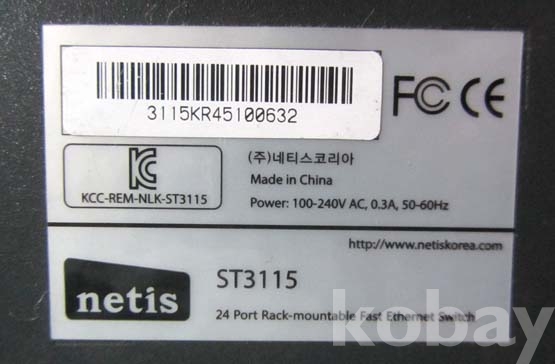 3115KR45100632
FC CE
KC
KCC-REM-NLK-ST3115
(주)네티스코리아
Made in China
Power: 100-240V AC, 0.3A, 50-60Hz
http://www.netiskorea.com
netis
ST3115
24 Port Rack-mountable Fast Ethernet Switch
kobay